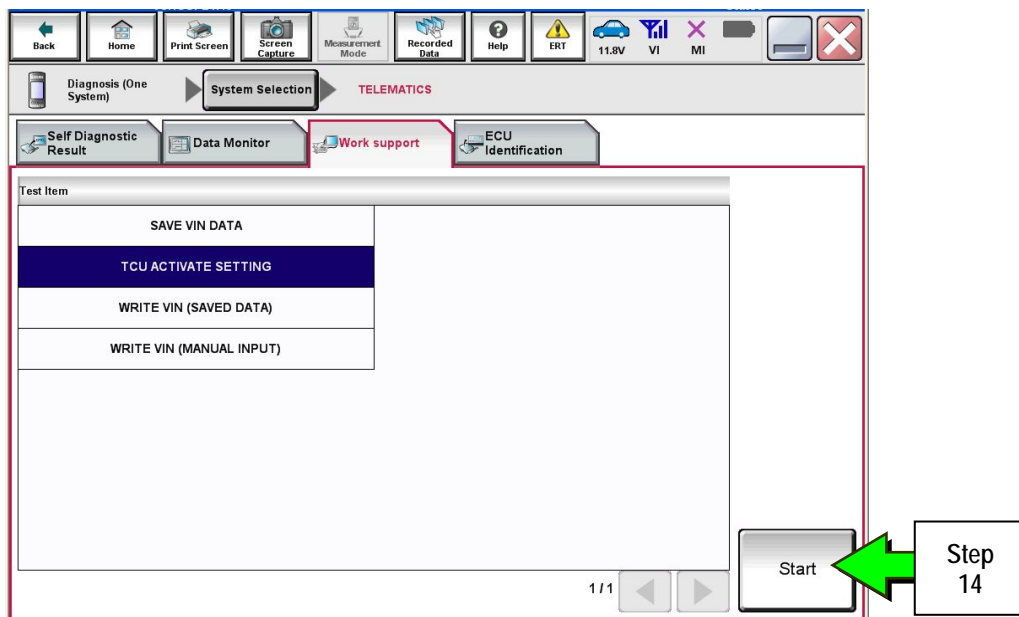 Back
Home
Print Screen
Screen
Capture
Measurement
Mode
Recorded
Data
Help
ERT
11.8V
VI
MI
Diagnosis (One
System)
System Selection
TELEMATICS
Self Diagnostic
Result
Data Monitor
Work support
ECU
Identification
Test Item
SAVE VIN DATA
TCU ACTIVATE SETTING
WRITE VIN (SAVED DATA)
WRITE VIN (MANUAL INPUT)
1/1
Start
Step
14